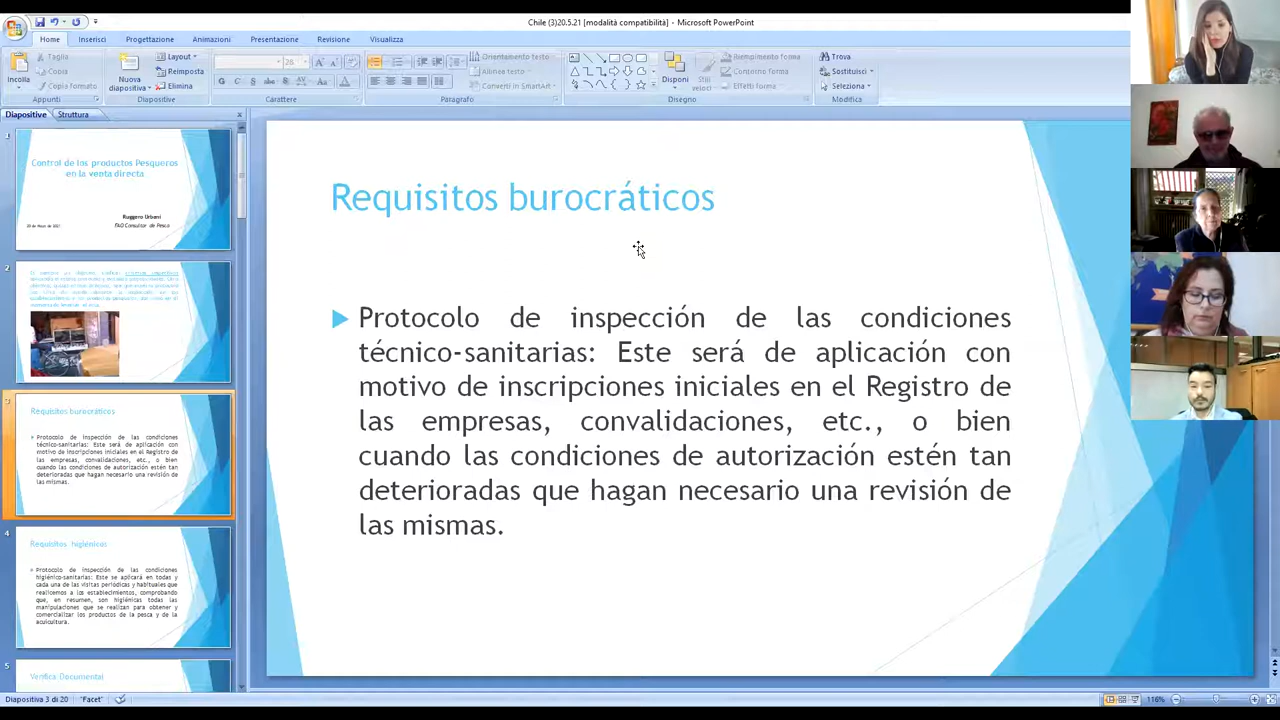 Chile (3)20.5.21 [modalità compatibilità] - Microsoft PowerPoint
Home Inserisci Progettazione Animazioni Presentazione Revisione Visualizza
Incolla
Taglia
Copia
Copia formato
Appunti
Nuova
diapositiva
Layout
Reimposta
Elimina
Diapositive
Carattere
Orientamento testo
Allinea testo
Converti in SmartArt
Paragrafo
Disponi
Stili
veloci
Riempimento forma
Contorno forma
Effetti forma
Disegno
Trova
Sostituisci
Seleziona
Modifica
Diapositive Struttura
1
Control de los productos Pesqueros
en la venta directa
Ruggero Urbani
FAO Consultor de Pesca
2
3
Requisitos burocráticos
Protocolo de inspección de las condiciones
técnico-sanitarias: Este será de aplicación con
motivo de inscripciones iniciales en el Registro de
las empresas, convalidaciones, etc., o bien
cuando las condiciones de autorización estén tan
deterioradas que hagan necesario una revisión de
las mismas.
4
Requisitos higiénicos
Protocolo de inspección de las condiciones
higiénico-sanitarias: Este se aplicará en todas y
cada una de las visitas periódicas y habituales que
realicemos a los establecimientos, comprobando
que, en resumen, son higiénicas todas las
manipulaciones que se realizan para obtener y
comercializar los productos de la pesca y de la
acuicultura.
5
Verifica Documental
Requisitos burocráticos
Protocolo de inspección de las condiciones
técnico-sanitarias: Este será de aplicación con
motivo de inscripciones iniciales en el Registro de
las empresas, convalidaciones, etc., o bien
cuando las condiciones de autorización estén tan
deterioradas que hagan necesario una revisión de
las mismas.
Diapositiva 3 di 20 "Facet"
116%